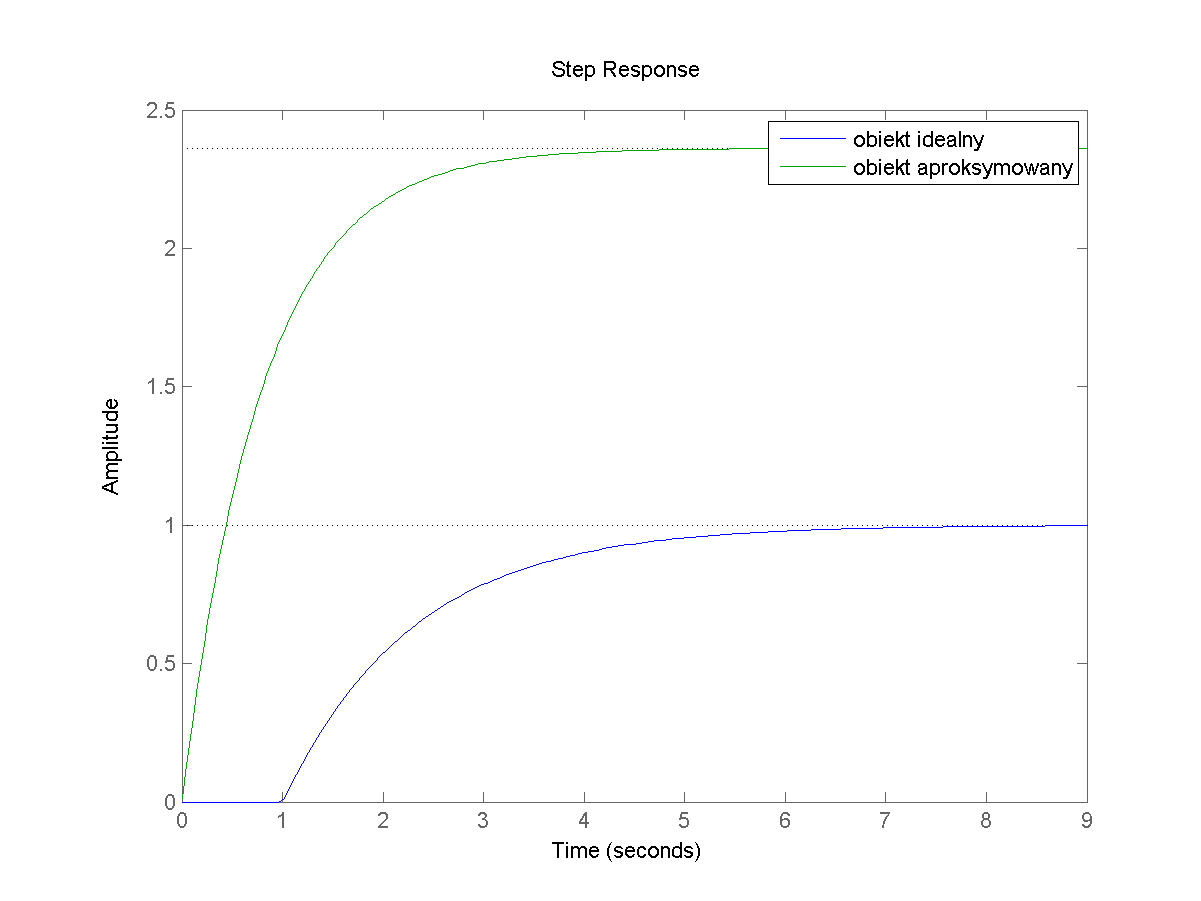 Step Response
2.5
2
1.5
1
0.5
0
Amplitude
obiekt idealny
obiekt aproksymowany
0 1 2 3 4 5 6 7 8 9
Time (seconds)